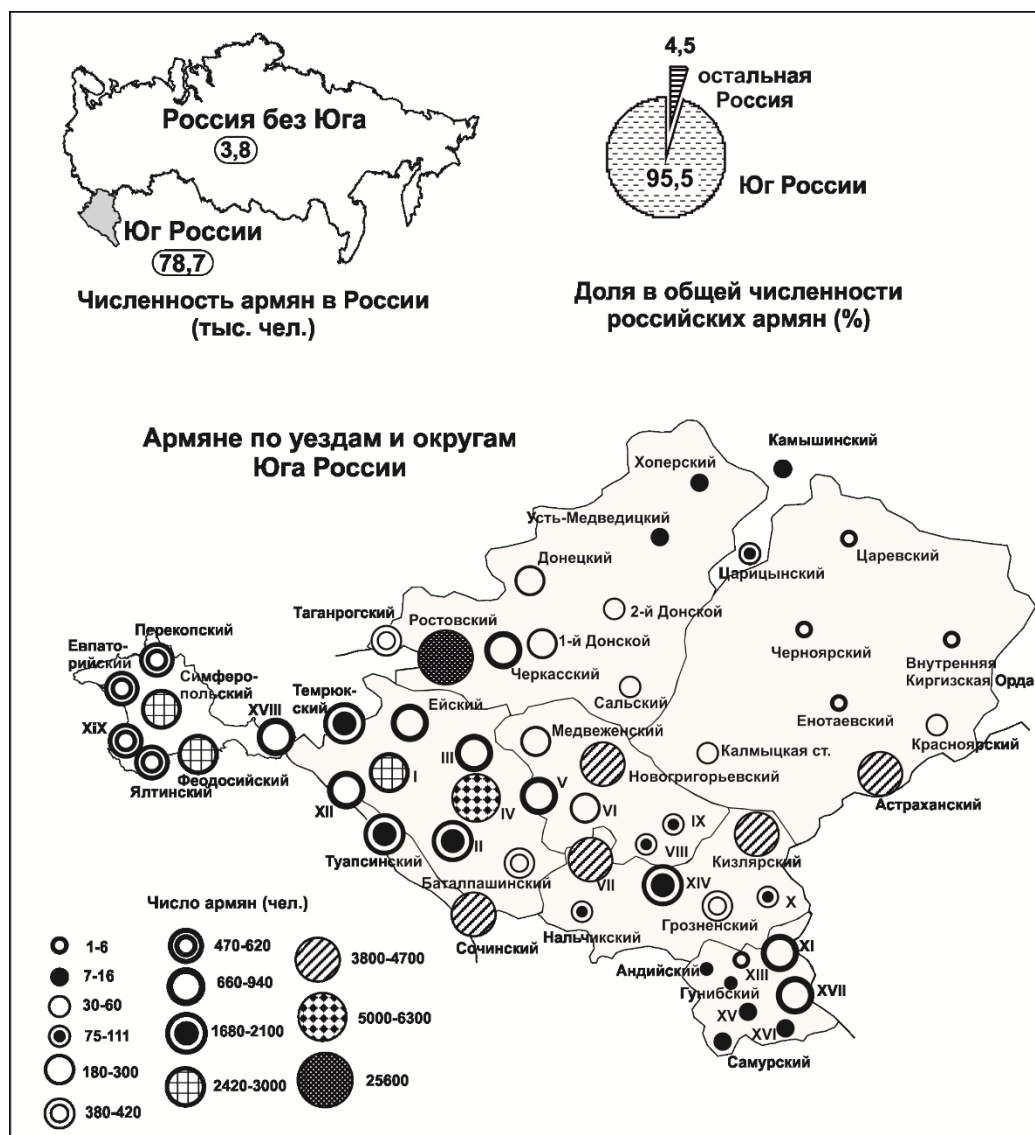 Россия без Юга
3,8
Юг России
78,7
Численность армян в России
(тыс. чел.)
4,5
остальная
Россия
95,5
Юг России
Доля в общей численности
российских армян (%)
Армяне по уездам и округам
Юга России
Камышинский
Хоперский
Усть-Медведицкий
Царицынский
Царевский
Донецкий
2-й Донской
Таганрогский
Ростовский
1-й Донской
Черкасский
Сальский
Черноярский
Внутренняя
Киргизская Орда
Енотаевский
Красноярский
Астраханский
Перекопский
Евпато-
рийский
Симферо-
польский
XVIII
XiX
Ялтинский
Феодосийский
Темрюк-
ский
Ейский
III
I
IV
XII
Туапсинский
II
Баталпашинский
Сочинский
Медвеженский
Новогригорьевский
Калмыцкая ст.
V
VI
IX
VIII
VII
Кизлярский
XIV
X
Нальчикский
Грозненский
Андийский
XI
XIII
Гунибский
XVII
XV
XVI
Самурский
Число армян (чел.)
1-6
7-16
30-60
75-111
180-300
380-420
470-620
660-940
1680-2100
2420-3000
3800-4700
5000-6300
25600